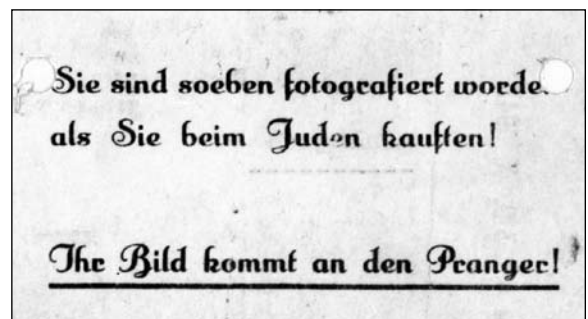 Sie sind soeben fotografiert worde
als Sie beim Juden kauften!
Ihr Bild kommt an den Pranger!